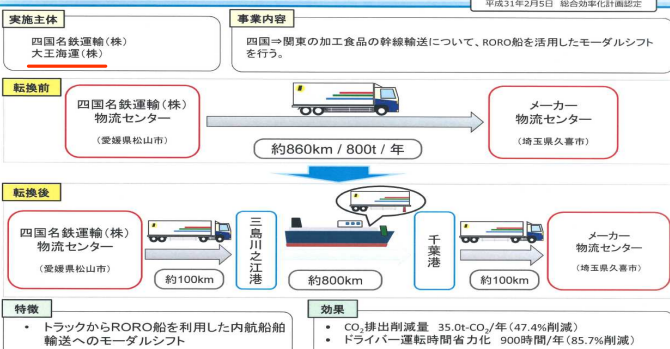 平成31年2月5日 総合効率化計画認定
実施主体
四国名鉄運輸(株)
大王海運(株)
事業内容
四国⇒関東の加工食品の幹線輸送について、RORO船を活用したモーダルシフト
を行う。
転換前
四国名鉄運輸(株)
物流センター
(愛媛県松山市)
約860km / 800t / 年
メーカー
物流センター
(埼玉県久喜市)
転換後
四国名鉄運輸(株)
物流センター
(愛媛県松山市)
約100km
三島川之江港
約800km
千葉港
約100km
メーカー
物流センター
(埼玉県久喜市)
特徴
• トラックからRORO船を利用した内航船舶
輸送へのモーダルシフト
効果
• CO₂排出削減量 35.0t-CO₂/年(47.4%削減)
• ドライバー運転時間省力化 900時間/年(85.7%削減)